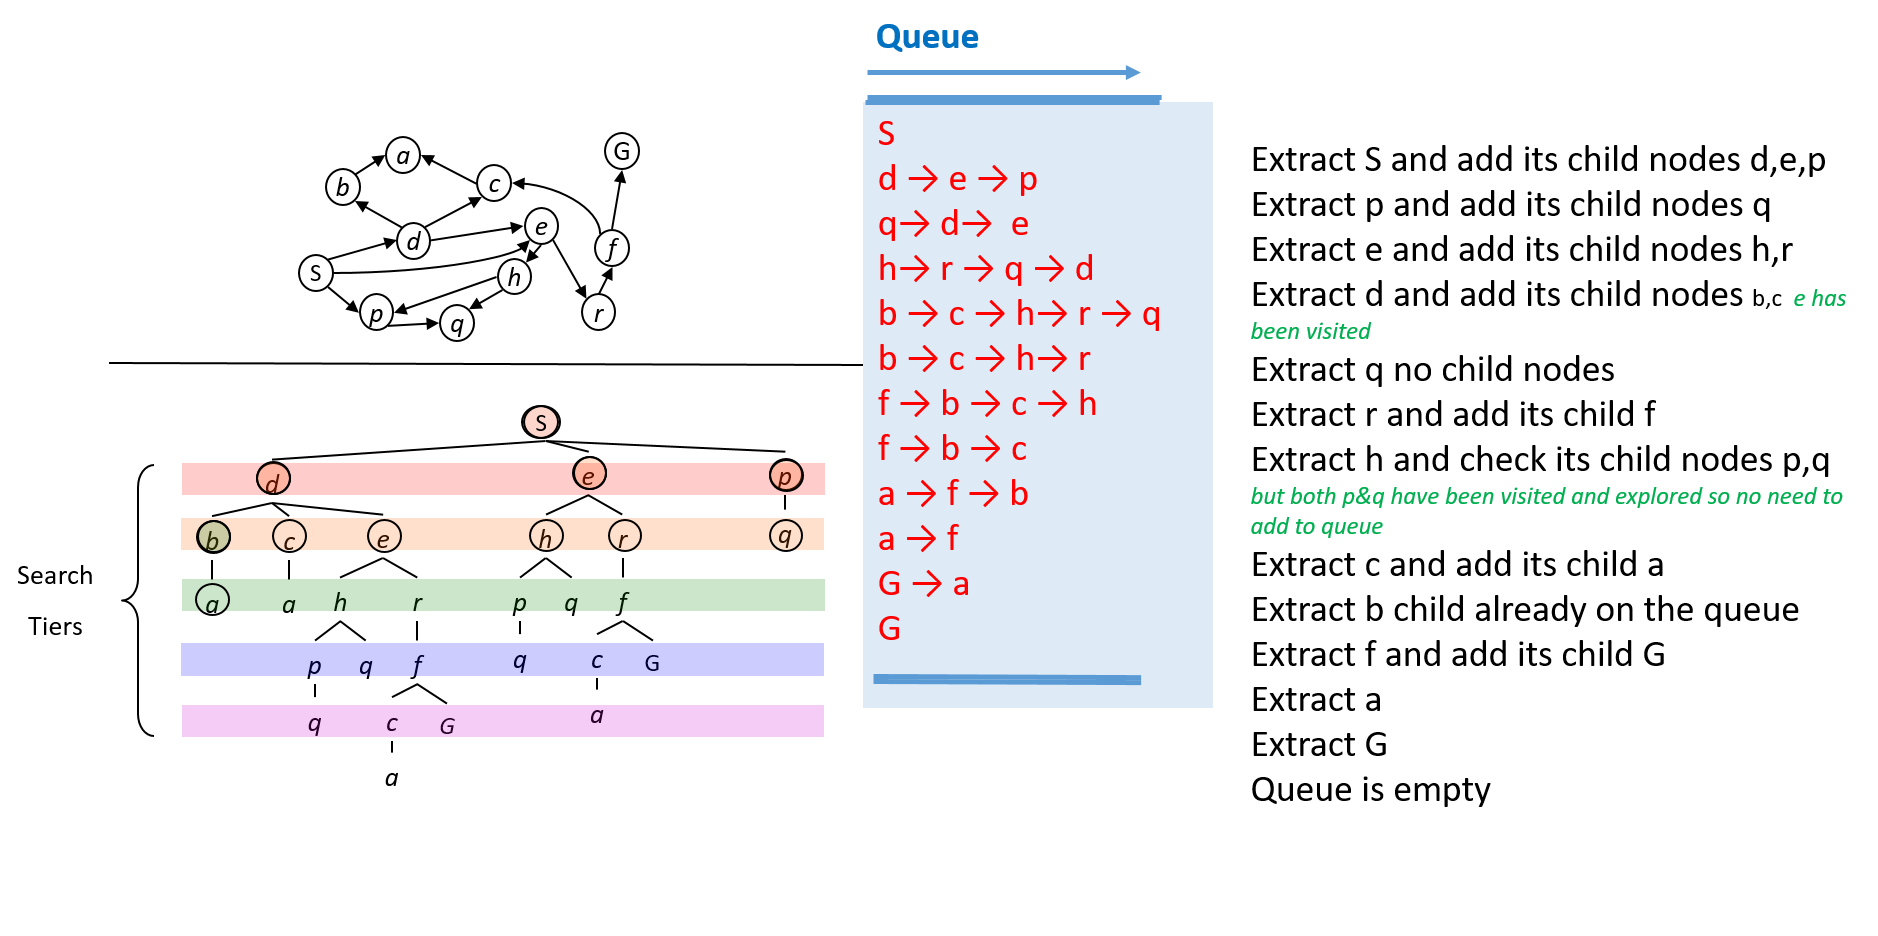 Queue
a
G
b
c
d
e
f
S
h
p
q
r
S
d → e → p
q→ d→ e
h→ r → q → d
b → c → h→ r → q
b → c → h→ r
f → b → c → h
f → b → c
a → f → b
a → f
G → a
G
Extract S and add its child nodes d,e,p
Extract p and add its child nodes q
Extract e and add its child nodes h,r
Extract d and add its child nodes b,c e has
been visited
Extract q no child nodes
Extract r and add its child f
Extract h and check its child nodes p,q
but both p&q have been visited and explored so no need to
add to queue
Extract c and add its child a
Extract b child already on the queue
Extract f and add its child G
Extract a
Extract G
Queue is empty
Search
Tiers
S
d e p
b c e h r q
a a h r p q f
p q f q c G
q c G a
a